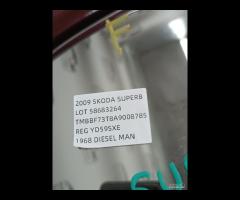 2009 SKODA SUPERB
LOT 58683264
TMBBF73T8A9008785
REG YD59SXE
1968 DIESEL MAN